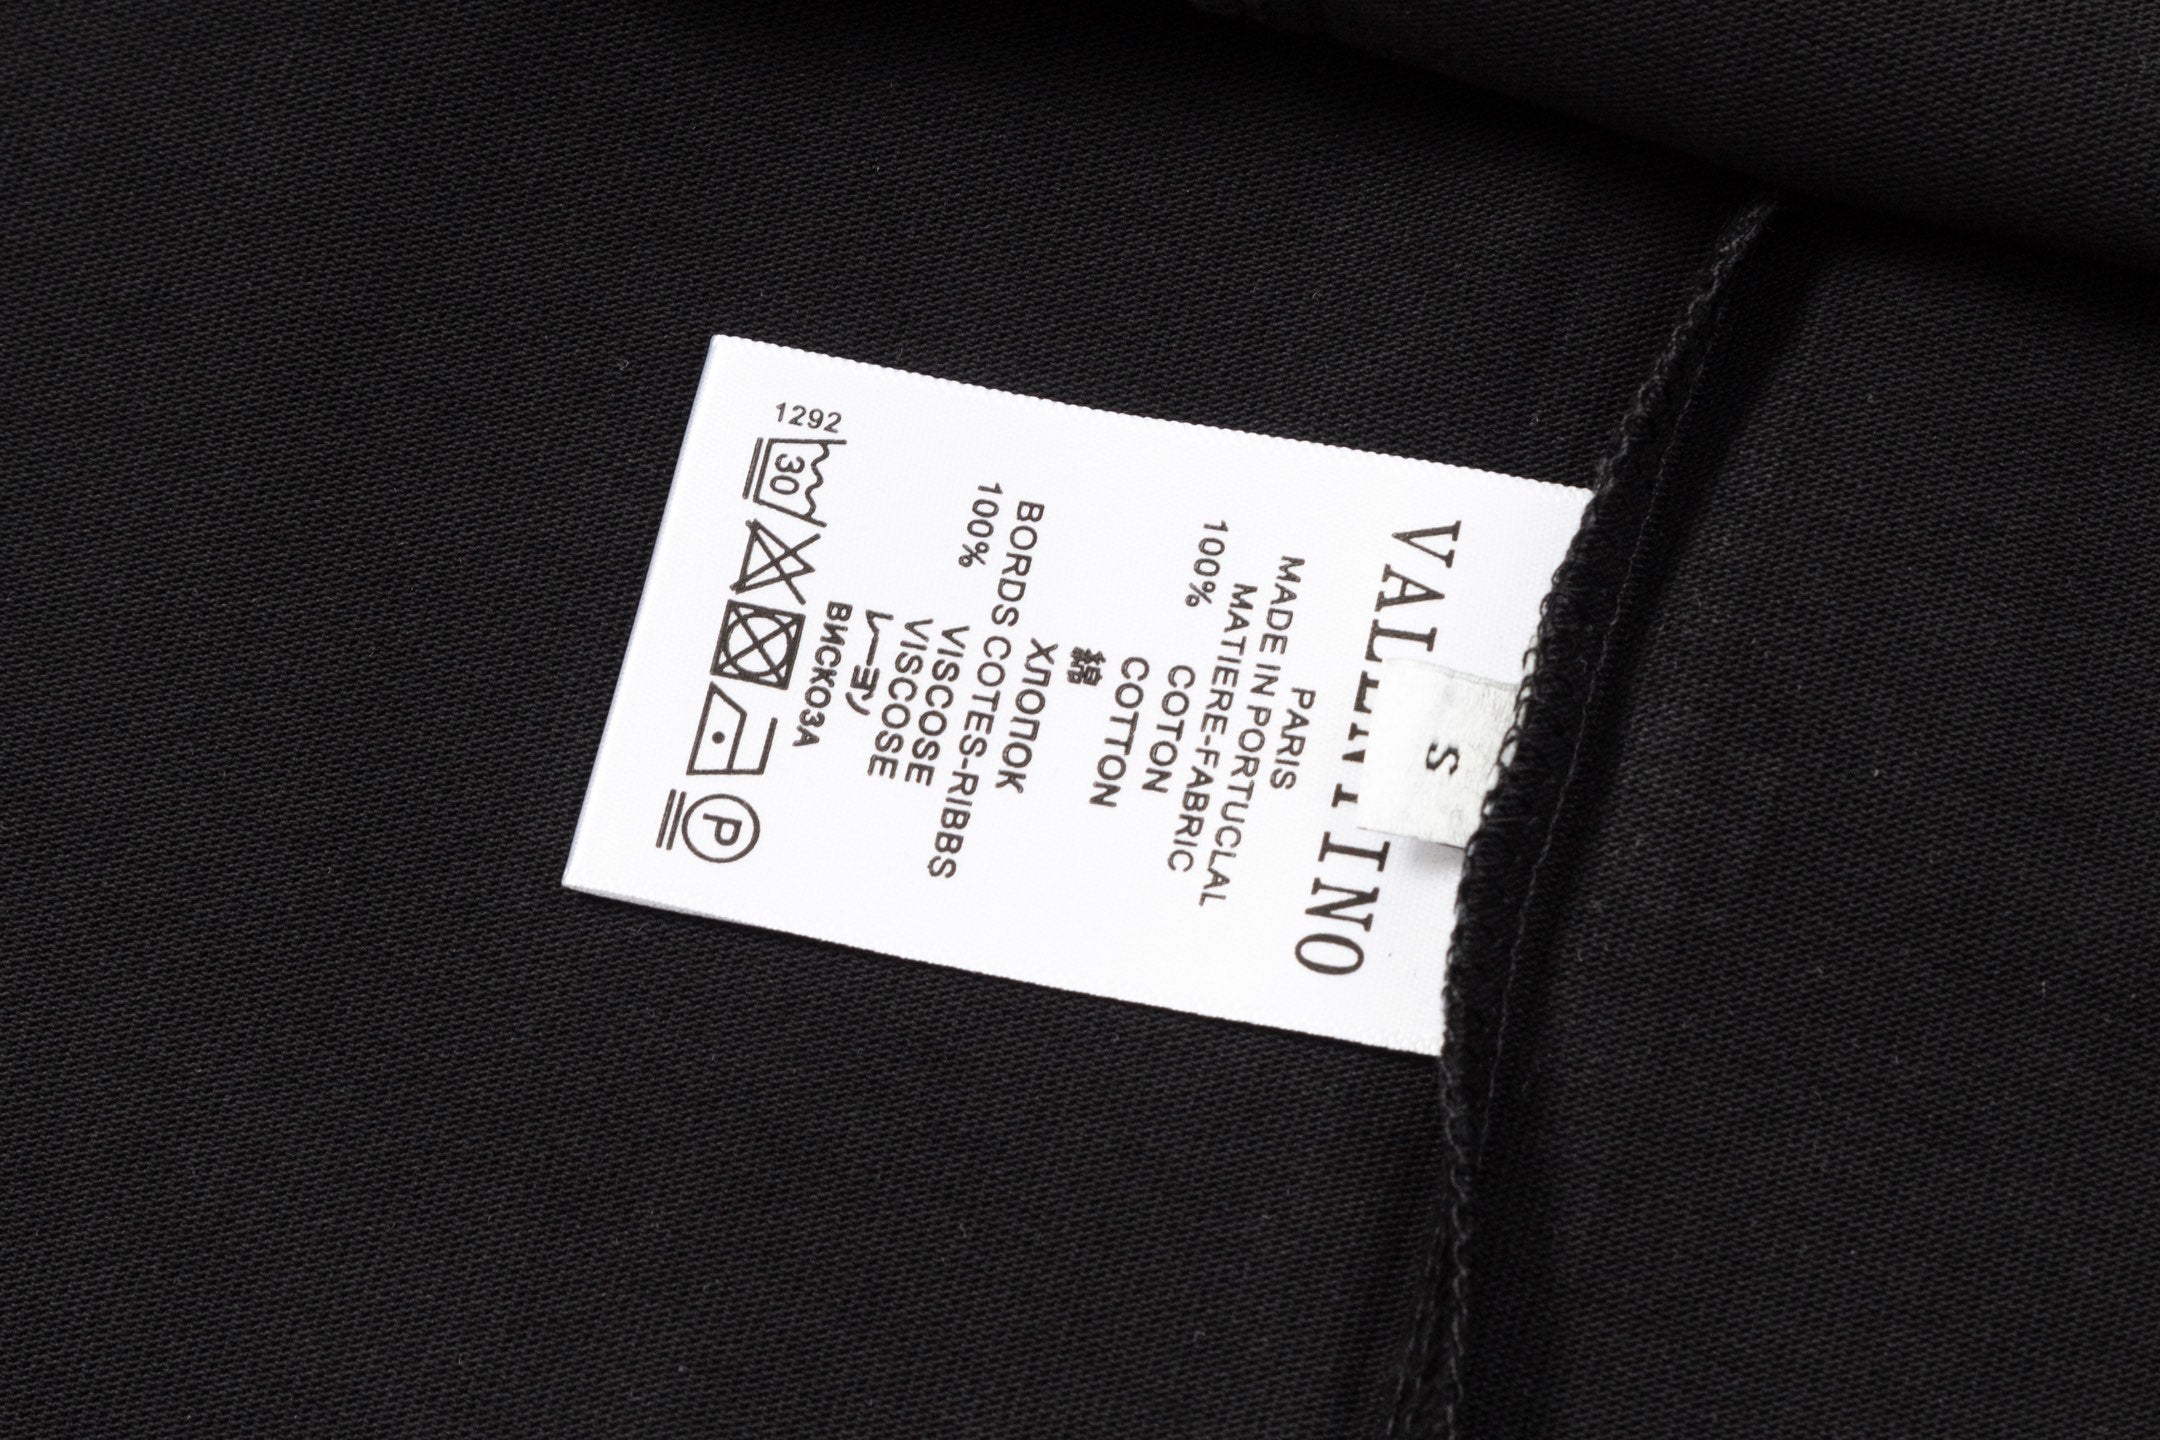 VALENTINO
S
PARIS
MADE IN PORTUCLAL
MATIERE-FABRIC
100% COTON
COTTON
綿
ХЛОПОК
BORDS COTES-RIBBS
100% VISCOSE
VISCOSE
レーヨン
ВИСКОЗА
1292
30
P